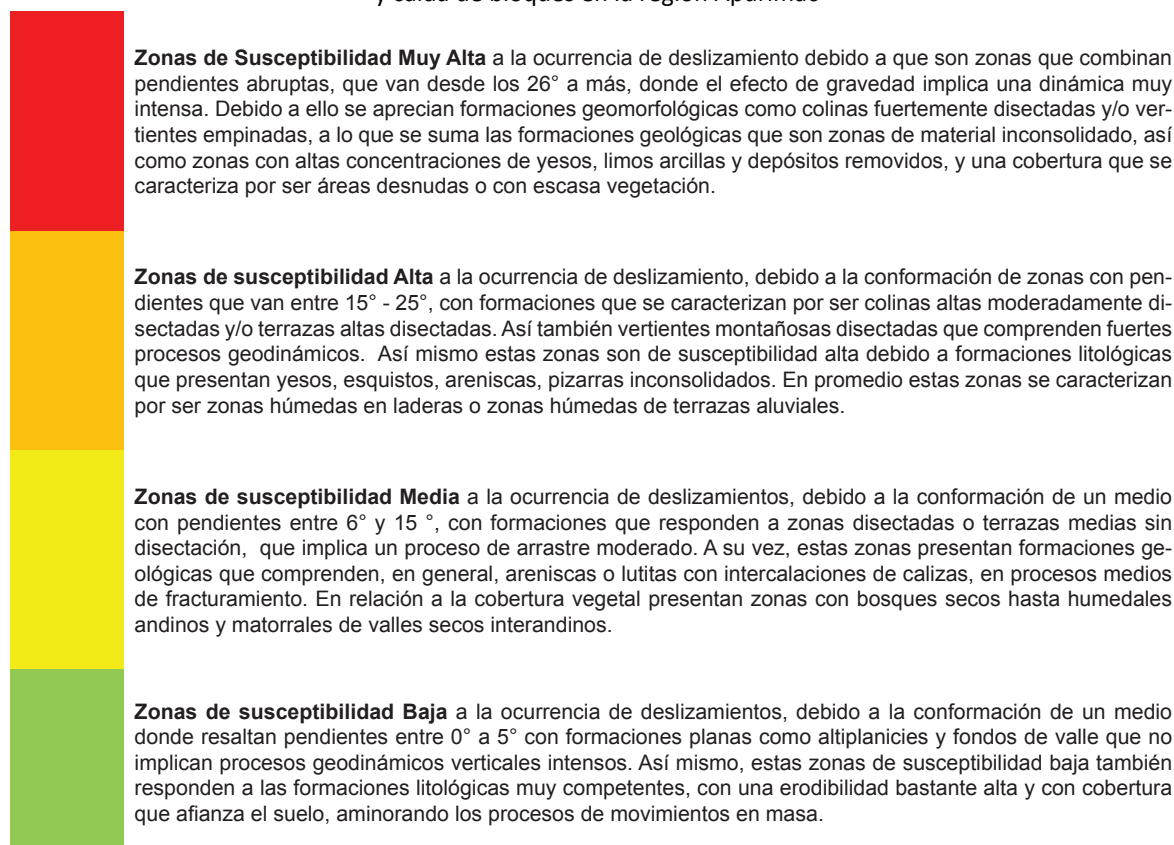 y caída de bloques en la región Apurímac
Zonas de Susceptibilidad Muy Alta a la ocurrencia de deslizamiento debido a que son zonas que combinan
pendientes abruptas, que van desde los 26° a más, donde el efecto de gravedad implica una dinámica muy
intensa. Debido a ello se aprecian formaciones geomorfológicas como colinas fuertemente disectadas y/o ver-
tientes empinadas, a lo que se suma las formaciones geológicas que son zonas de material inconsolidado, así
como zonas con altas concentraciones de yesos, limos arcillas y depósitos removidos, y una cobertura que se
caracteriza por ser áreas desnudas o con escasa vegetación.
Zonas de susceptibilidad Alta a la ocurrencia de deslizamiento, debido a la conformación de zonas con pen-
dientes que van entre 15° - 25°, con formaciones que se caracterizan por ser colinas altas moderadamente di-
sectadas y/o terrazas altas disectadas. Así también vertientes montañosas disectadas que comprenden fuertes
procesos geodinámicos. Así mismo estas zonas son de susceptibilidad alta debido a formaciones litológicas
que presentan yesos, esquistos, areniscas, pizarras inconsolidados. En promedio estas zonas se caracterizan
por ser zonas húmedas en laderas o zonas húmedas de terrazas aluviales.
Zonas de susceptibilidad Media a la ocurrencia de deslizamientos, debido a la conformación de un medio
con pendientes entre 6° y 15 °, con formaciones que responden a zonas disectadas o terrazas medias sin
disectación, que implica un proceso de arrastre moderado. A su vez, estas zonas presentan formaciones ge-
ológicas que comprenden, en general, areniscas o lutitas con intercalaciones de calizas, en procesos medios
de fracturamiento. En relación a la cobertura vegetal presentan zonas con bosques secos hasta humedales
andinos y matorrales de valles secos interandinos.
Zonas de susceptibilidad Baja a la ocurrencia de deslizamientos, debido a la conformación de un medio
donde resaltan pendientes entre 0° a 5° con formaciones planas como altiplanicies y fondos de valle que no
implican procesos geodinámicos verticales intensos. Así mismo, estas zonas de susceptibilidad baja también
responden a las formaciones litológicas muy competentes, con una erodibilidad bastante alta y con cobertura
que afianza el suelo, aminorando los procesos de movimientos en masa.